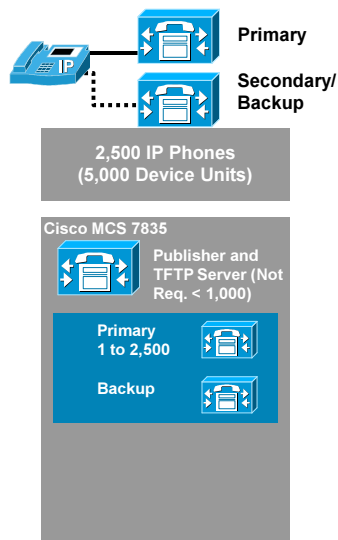 Primary
IP
Secondary/
Backup
2,500 IP Phones
(5,000 Device Units)
Cisco MCS 7835
Publisher and
TFTP Server (Not
Req. < 1,000)
Primary
1 to 2,500
Backup